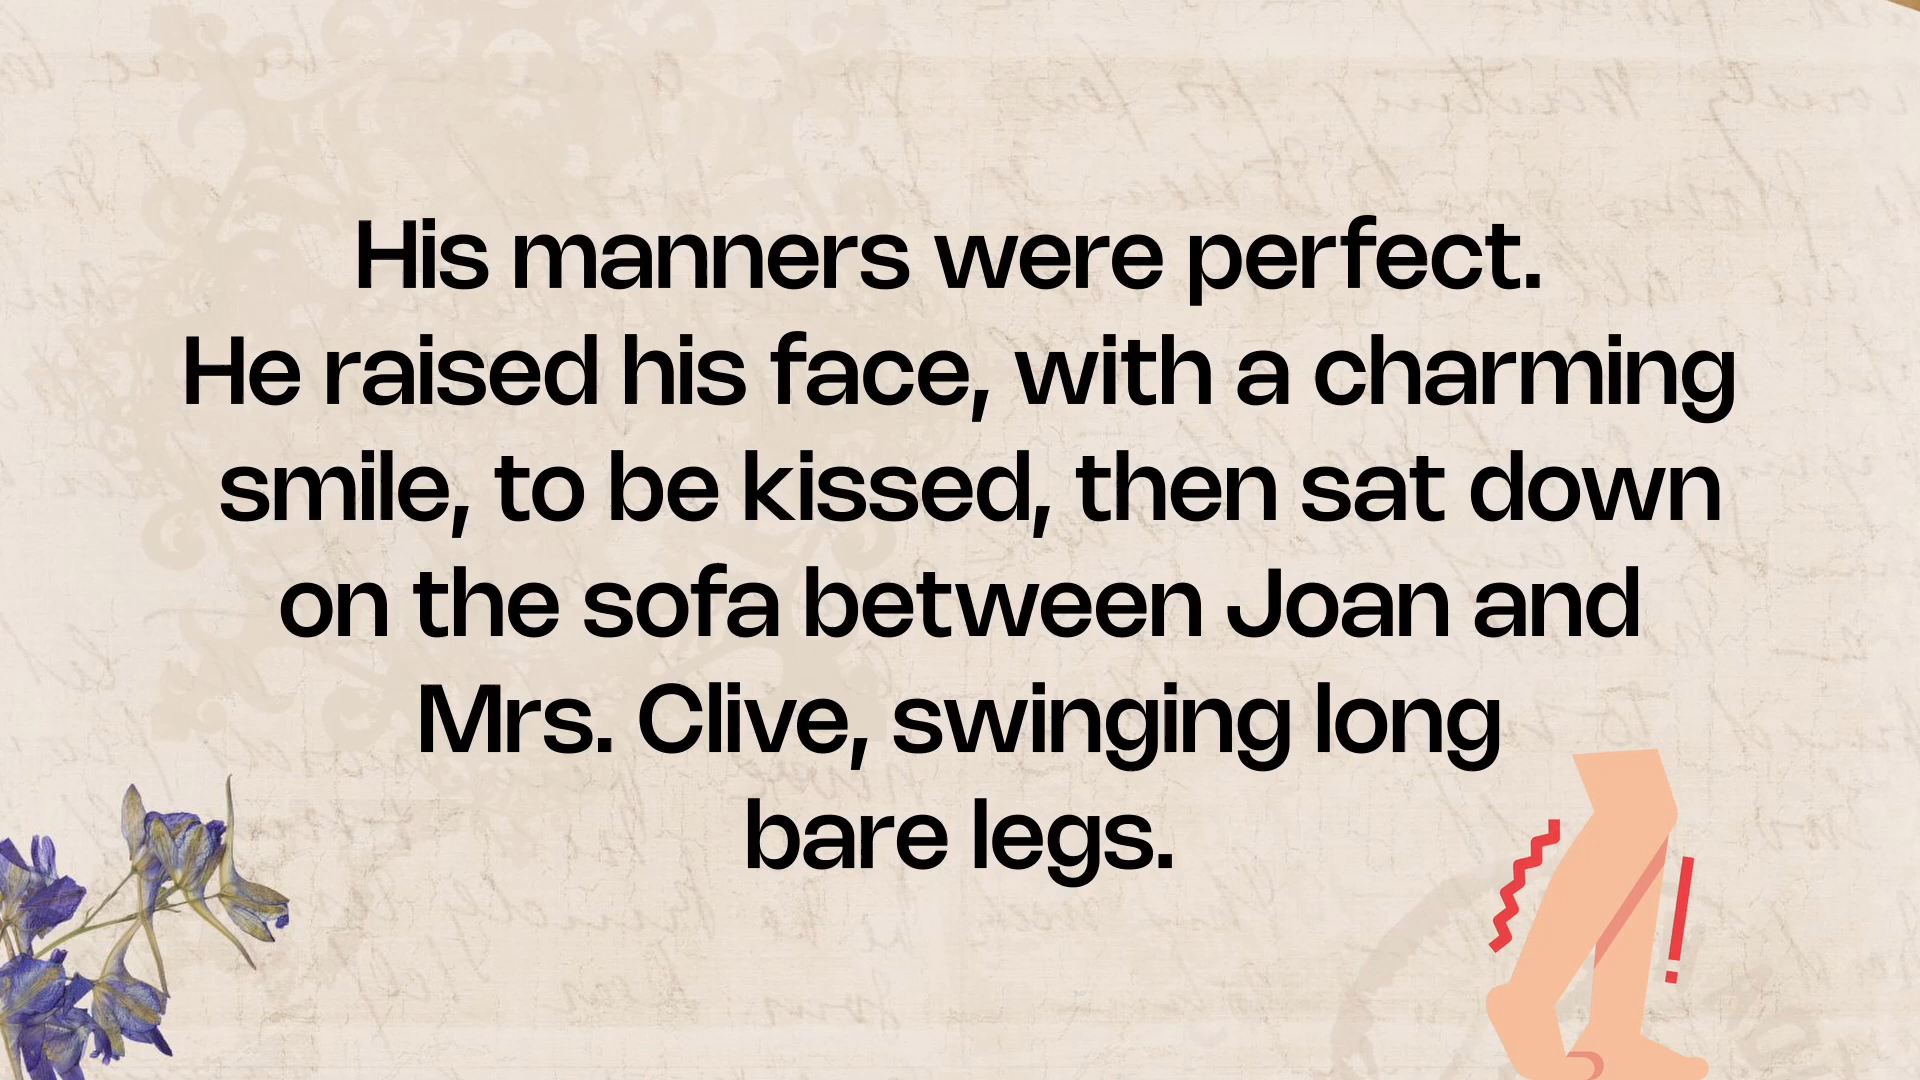 His manners were perfect.
He raised his face, with a charming
smile, to be kissed, then sat down
on the sofa between Joan and
Mrs. Clive, swinging long
bare legs.